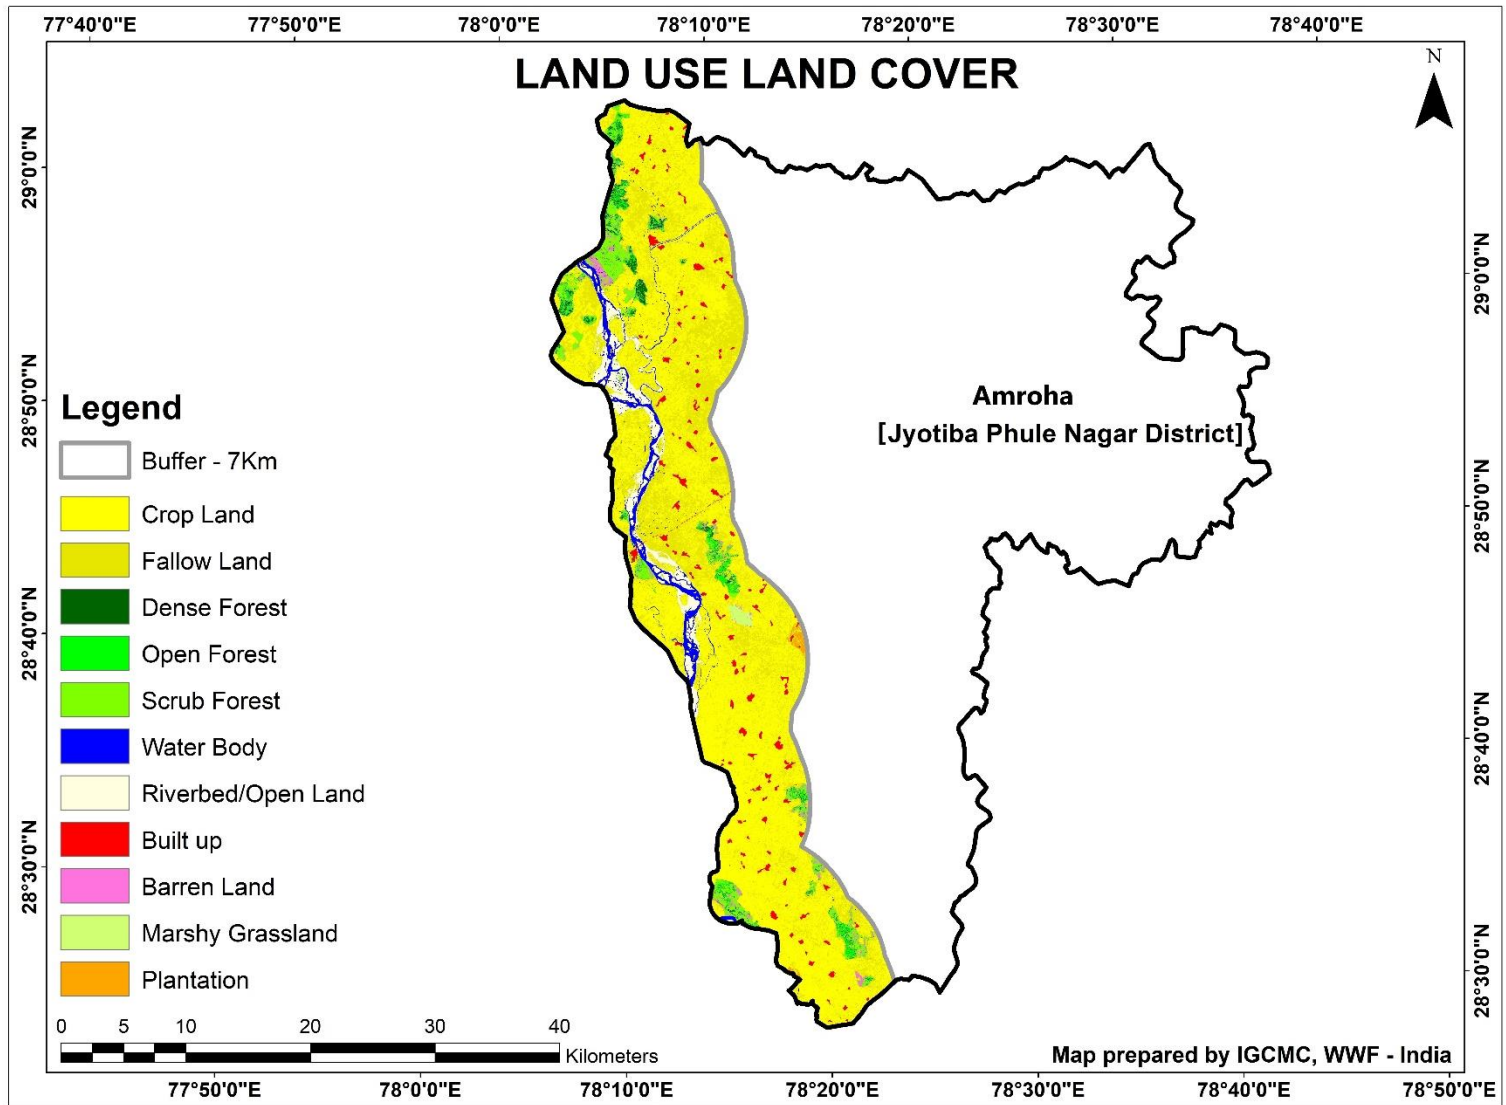 77°40'0"E 77°50'0"E 78°0'0"E 78°10'0"E 78°20'0"E 78°30'0"E 78°40'0"E
LAND USE LAND COVER
N
29°0'0"N
29°0'0"N
28°50'0"N
Amroha
[Jyotiba Phule Nagar District]
28°50'0"N
28°40'0"N
28°40'0"N
28°30'0"N
28°30'0"N
Legend
Buffer - 7Km
Crop Land
Fallow Land
Dense Forest
Open Forest
Scrub Forest
Water Body
Riverbed/Open Land
Built up
Barren Land
Marshy Grassland
Plantation
0 5 10 20 30 40
Kilometers
Map prepared by IGCMC, WWF - India
77°50'0"E 78°0'0"E 78°10'0"E 78°20'0"E 78°30'0"E 78°40'0"E 78°50'0"E